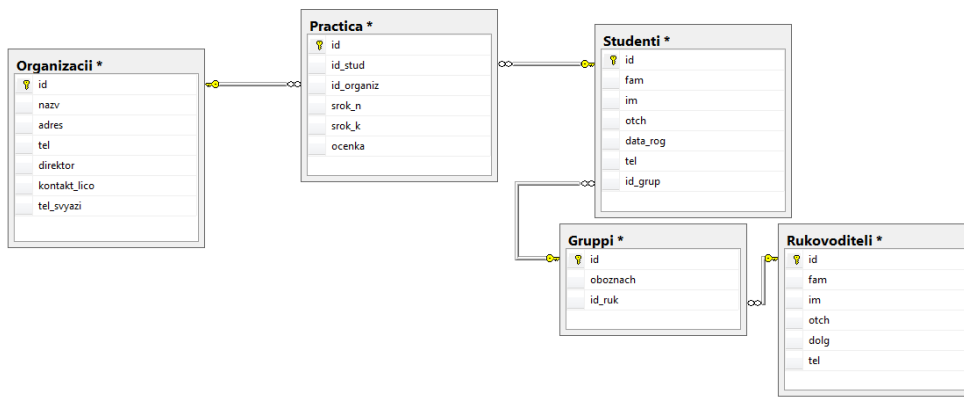 Organizacii *
id
nazv
adres
tel
direktor
kontakt_lico
tel_svyazi
Practica *
id
id_stud
id_organiz
srok_n
srok_k
ocenka
Studenti *
id
fam
im
otch
data_rog
tel
id_grup
Gruppi *
id
oboznach
id_ruk
Rukovoditeli *
id
fam
im
otch
dolg
tel